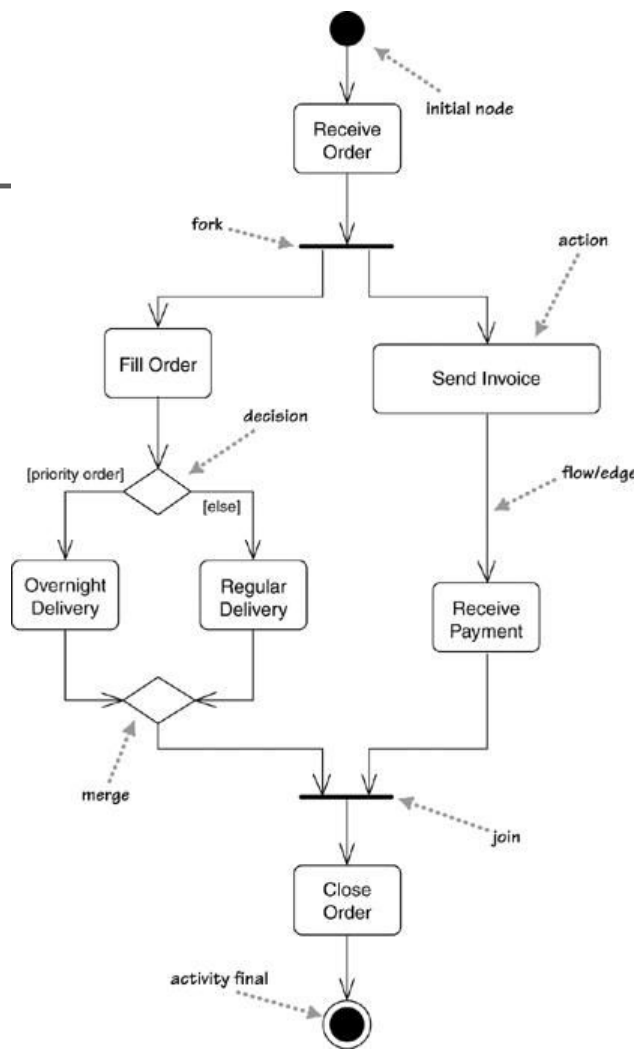 initial node
Receive
Order
fork
action
Fill Order
Send Invoice
decision
[priority order]
[else]
flow/edge
Overnight
Delivery
Regular
Delivery
Receive
Payment
merge
join
Close
Order
activity final